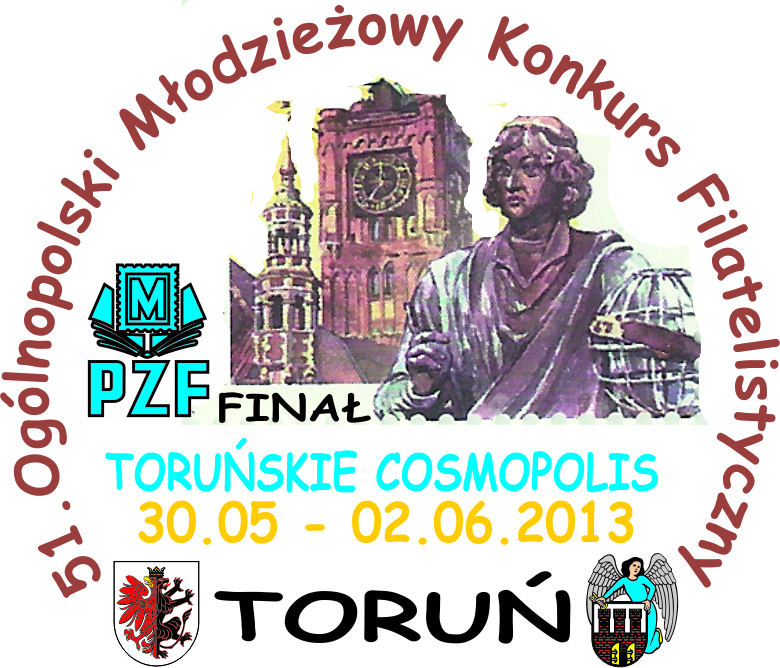 51. Ogólnopolski Młodzieżowy Konkurs Filatelistyczny
M
PZF
FINAŁ
TORUŃSKIE COSMOPOLIS
30.05 - 02.06.2013
TORUŃ